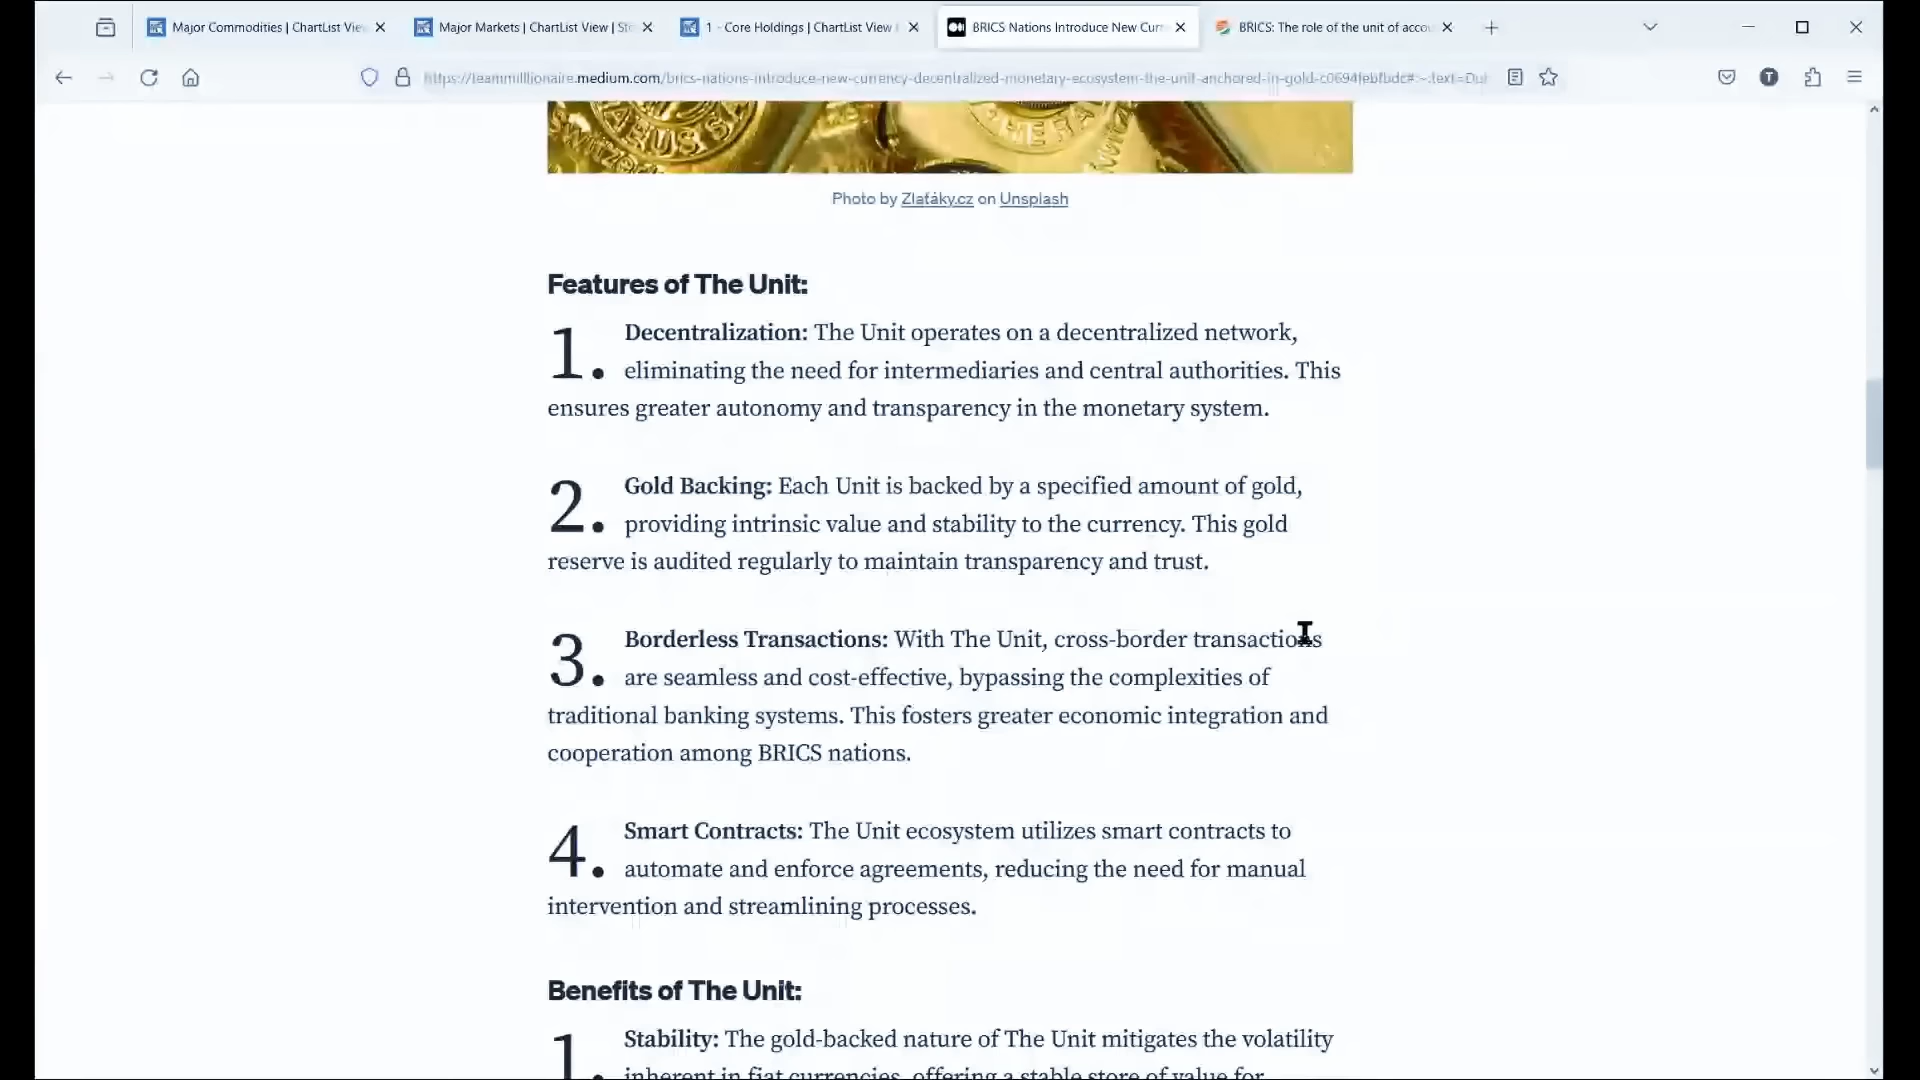 Major Commodities | ChartList Vie
Major Markets | ChartList View | St
1 - Core Holdings | ChartList View
BRICS Nations Introduce New Curr
BRICS: The role of the unit of accou
https://teammilllionaire.medium.com/brics-nations-introduce-new-currency-decentralized-monetary-ecosystem-the-unit-anchored-in-gold-c0694febfbdc#:~:text=Du
T
SWITZ
Photo by Zlaťáky.cz on Unsplash
Features of The Unit:
1. Decentralization: The Unit operates on a decentralized network,
eliminating the need for intermediaries and central authorities. This
ensures greater autonomy and transparency in the monetary system.
2. Gold Backing: Each Unit is backed by a specified amount of gold,
providing intrinsic value and stability to the currency. This gold
reserve is audited regularly to maintain transparency and trust.
3. Borderless Transactions: With The Unit, cross-border transactions
are seamless and cost-effective, bypassing the complexities of
traditional banking systems. This fosters greater economic integration and
cooperation among BRICS nations.
4. Smart Contracts: The Unit ecosystem utilizes smart contracts to
automate and enforce agreements, reducing the need for manual
intervention and streamlining processes.
Benefits of The Unit:
1. Stability: The gold-backed nature of The Unit mitigates the volatility
inherent in fiat currencies, offering a stable store of value for